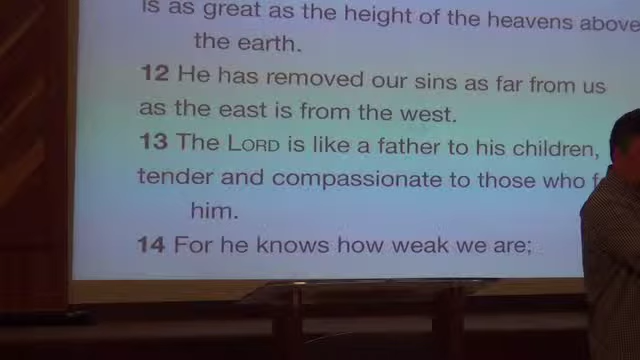 is as great as the height of the heavens above
the earth.
12 He has removed our sins as far from us
as the east is from the west.
13 The LORD is like a father to his children,
tender and compassionate to those who
him.
14 For he knows how weak we are;